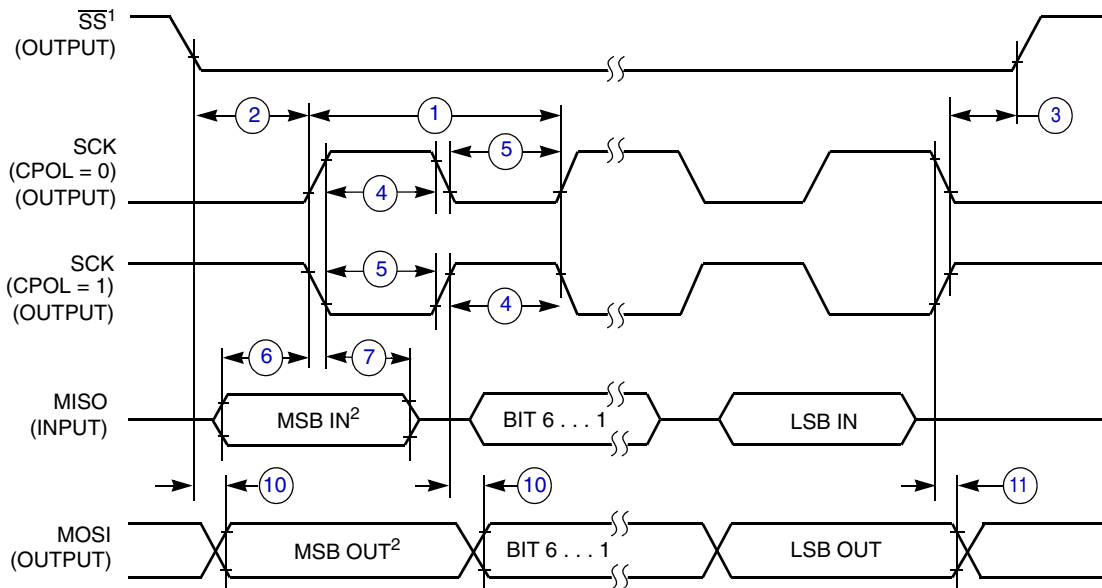 SS¹
(OUTPUT)
2
1
3
SCK
(CPOL = 0)
(OUTPUT)
5
4
SCK
(CPOL = 1)
(OUTPUT)
5
4
6
7
MISO
(INPUT)
MSB IN²
BIT 6 . . . 1
LSB IN
10
10
11
MOSI
(OUTPUT)
MSB OUT²
BIT 6 . . . 1
LSB OUT